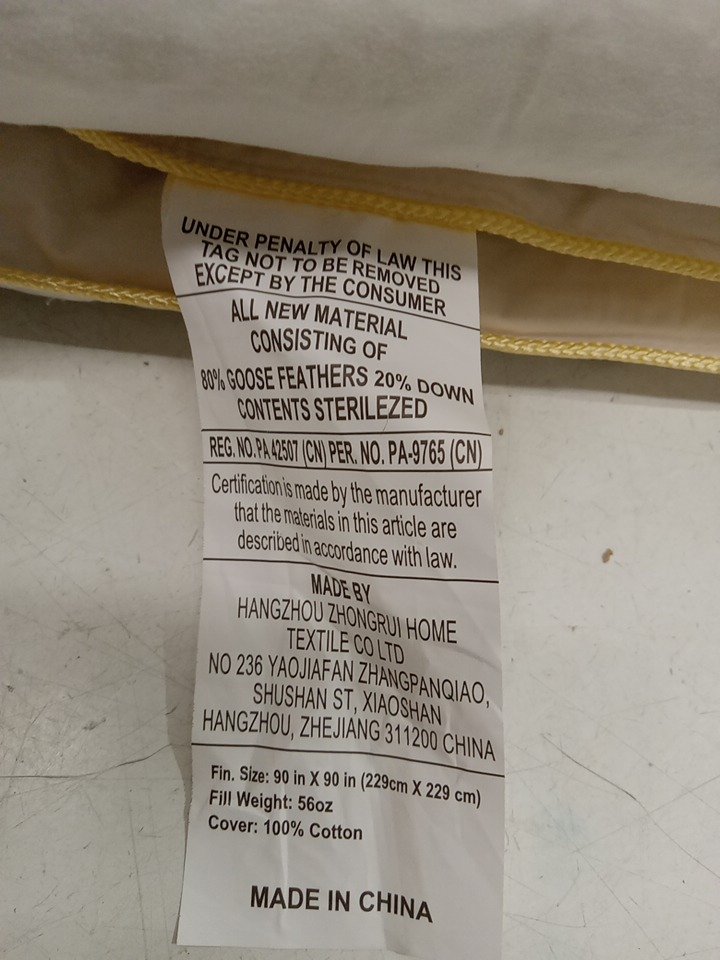 UNDER PENALTY OF LAW THIS
TAG NOT TO BE REMOVED
EXCEPT BY THE CONSUMER
ALL NEW MATERIAL
CONSISTING OF
80% GOOSE FEATHERS 20% DOWN
CONTENTS STERILEZED
REG. NO. PA 42507 (CN) PER. NO. PA-9765 (CN)
Certification is made by the manufacturer
that the materials in this article are
described in accordance with law.
MADE BY
HANGZHOU ZHONGRUI HOME
TEXTILE CO LTD
NO 236 YAOJIAFAN ZHANGPANQIAO,
SHUSHAN ST, XIAOSHAN
HANGZHOU, ZHEJIANG 311200 CHINA
Fin. Size: 90 in X 90 in (229cm X 229 cm)
Fill Weight: 56oz
Cover: 100% Cotton
MADE IN CHINA